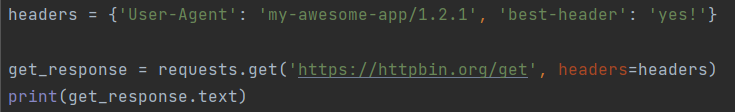 headers = {'User-Agent': 'my-awesome-app/1.2.1', 'best-header': 'yes!'}
get_response = requests.get('https://httpbin.org/get', headers=headers)
print(get_response.text)